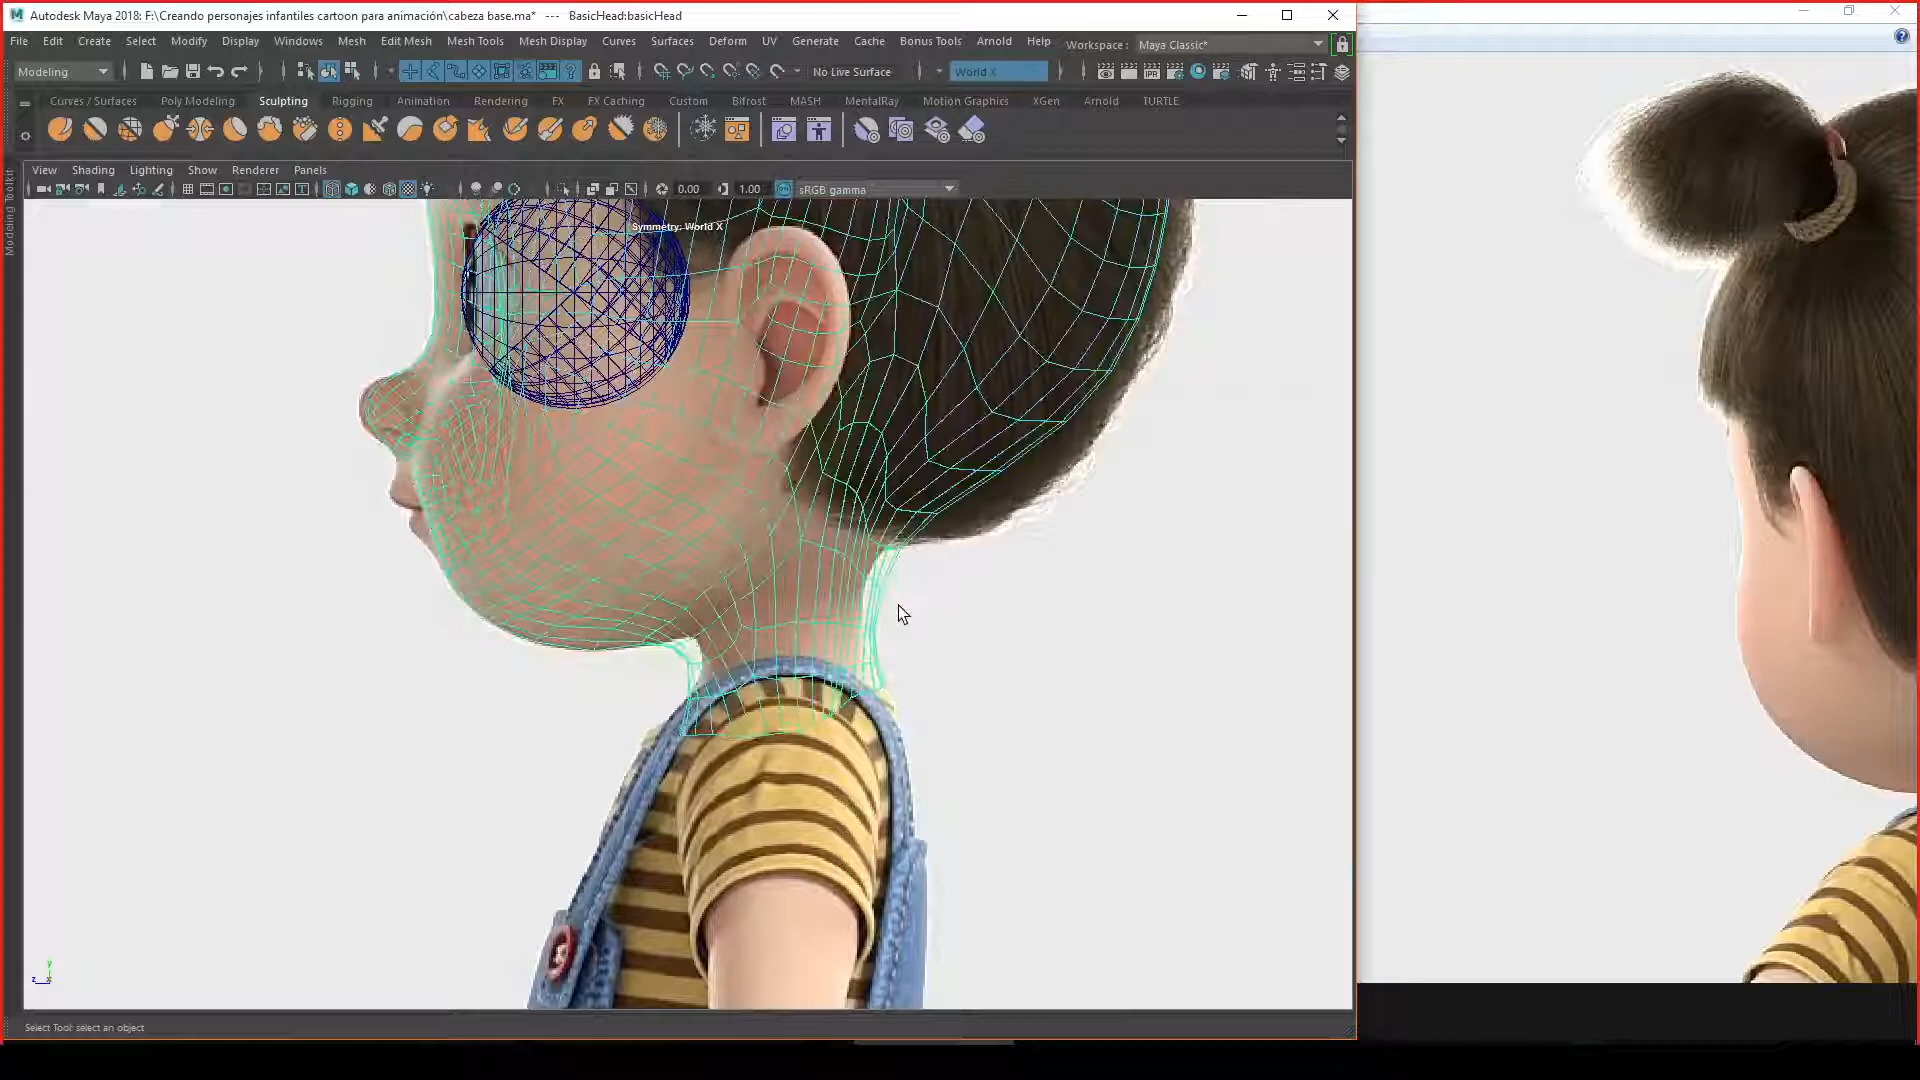 Autodesk Maya 2018: F:\Creando personajes infantiles cartoon para animación\cabeza base.ma* --- BasicHead:basicHead
File Edit Create Select Modify Display Windows Mesh Edit Mesh Mesh Tools Mesh Display Curves Surfaces Deform UV Generate Cache Bonus Tools Arnold Help Workspace : Maya Classic*
Modeling No Live Surface World X
Curves / Surfaces Poly Modeling Sculpting Rigging Animation Rendering FX FX Caching Custom Bifrost MASH MentalRay Motion Graphics XGen Arnold TURTLE
View Shading Lighting Show Renderer Panels
0.00 1.00 sRGB gamma
Modeling Toolkit
Symmetry: World X
y
z x
Select Tool: select an object